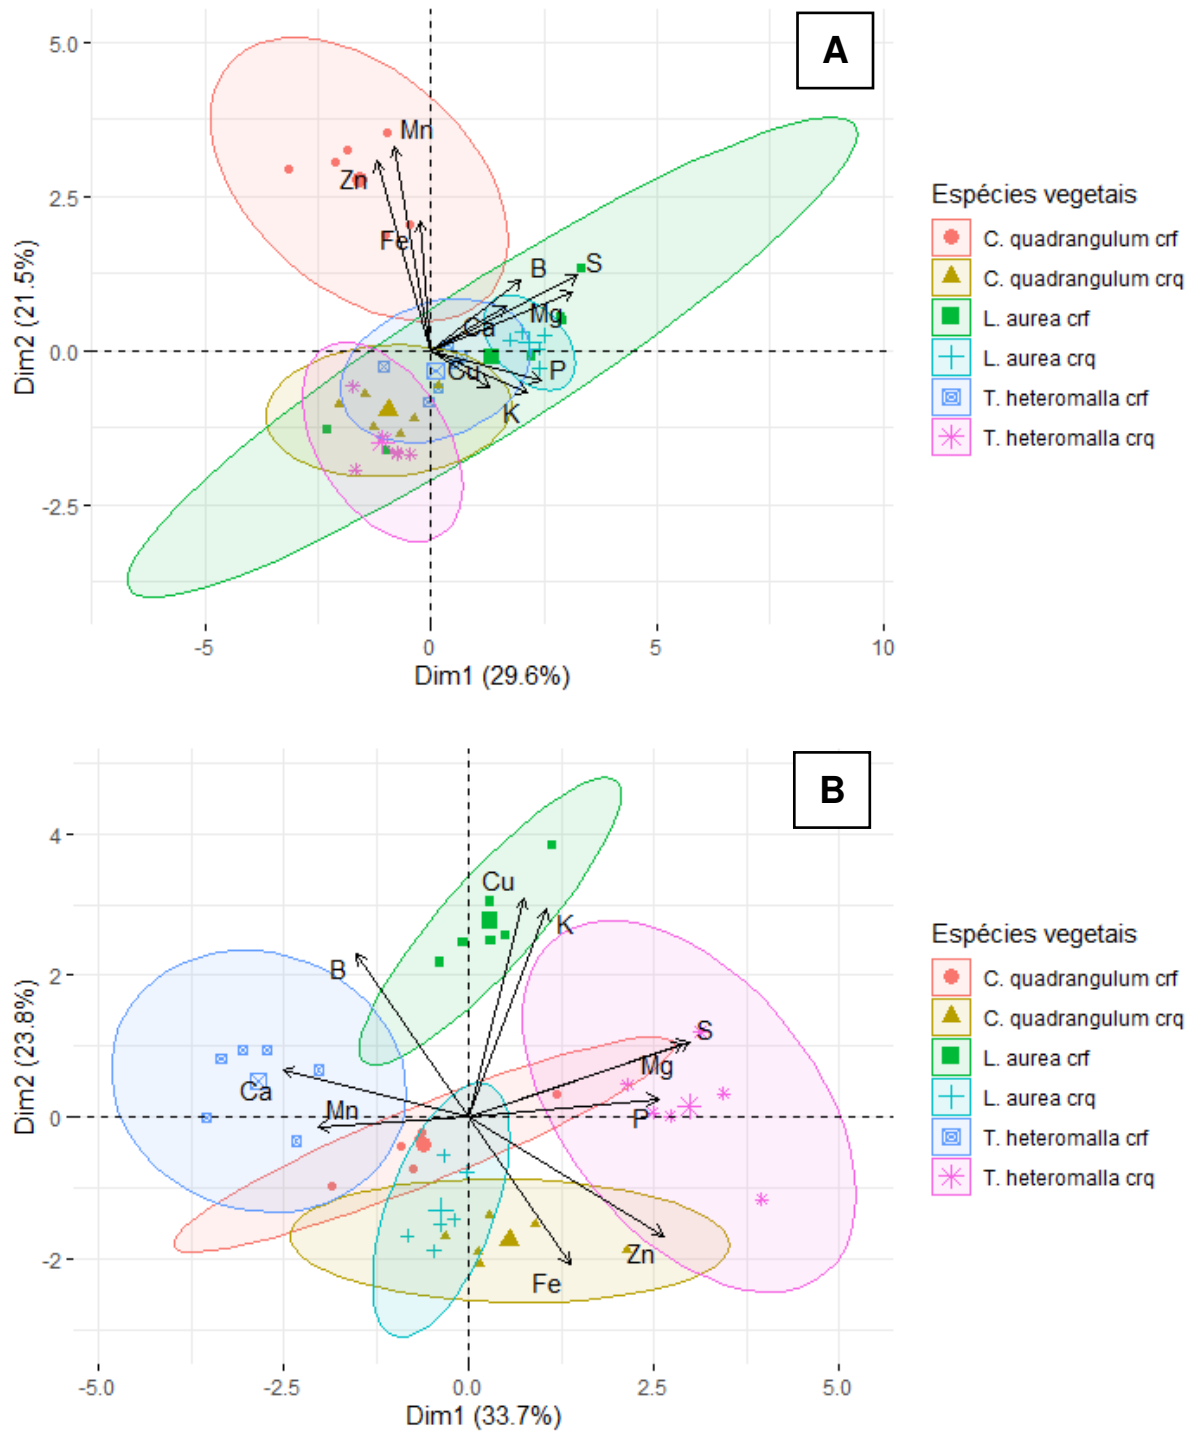 A
5.0
2.5
0.0
-2.5
Dim2 (21.5%)
Mn
Zn
Fe
B
S
Mg
Ca
Cu
P
K
-5
0
5
10
Dim1 (29.6%)
Espécies vegetais
C. quadrangulum crf
C. quadrangulum crq
L. aurea crf
L. aurea crq
T. heteromalla crf
T. heteromalla crq
B
4
2
0
-2
Dim2 (23.8%)
Cu
K
B
S
Mg
Ca
Mn
P
Zn
Fe
-5.0
-2.5
0.0
2.5
5.0
Dim1 (33.7%)
Espécies vegetais
C. quadrangulum crf
C. quadrangulum crq
L. aurea crf
L. aurea crq
T. heteromalla crf
T. heteromalla crq